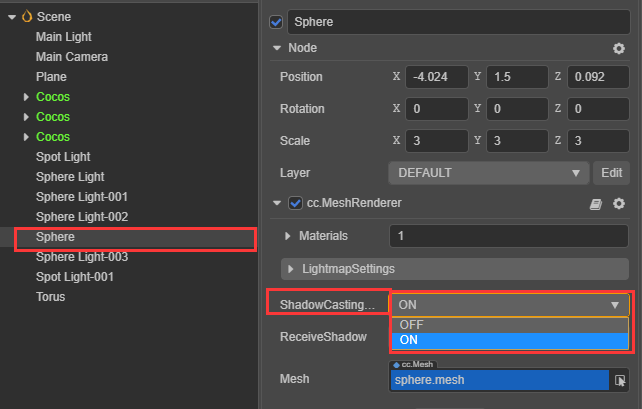 Scene
Main Light
Main Camera
Plane
Cocos
Cocos
Cocos
Spot Light
Sphere Light
Sphere Light-001
Sphere Light-002
Sphere
Sphere Light-003
Spot Light-001
Torus
Sphere
Node
Position X -4.024 Y 1.5 Z 0.092
Rotation X 0 Y 0 Z 0
Scale X 3 Y 3 Z 3
Layer DEFAULT Edit
cc.MeshRenderer
Materials 1
LightmapSettings
ShadowCasting... ON
OFF
ReceiveShadow ON
Mesh cc.Mesh
sphere.mesh